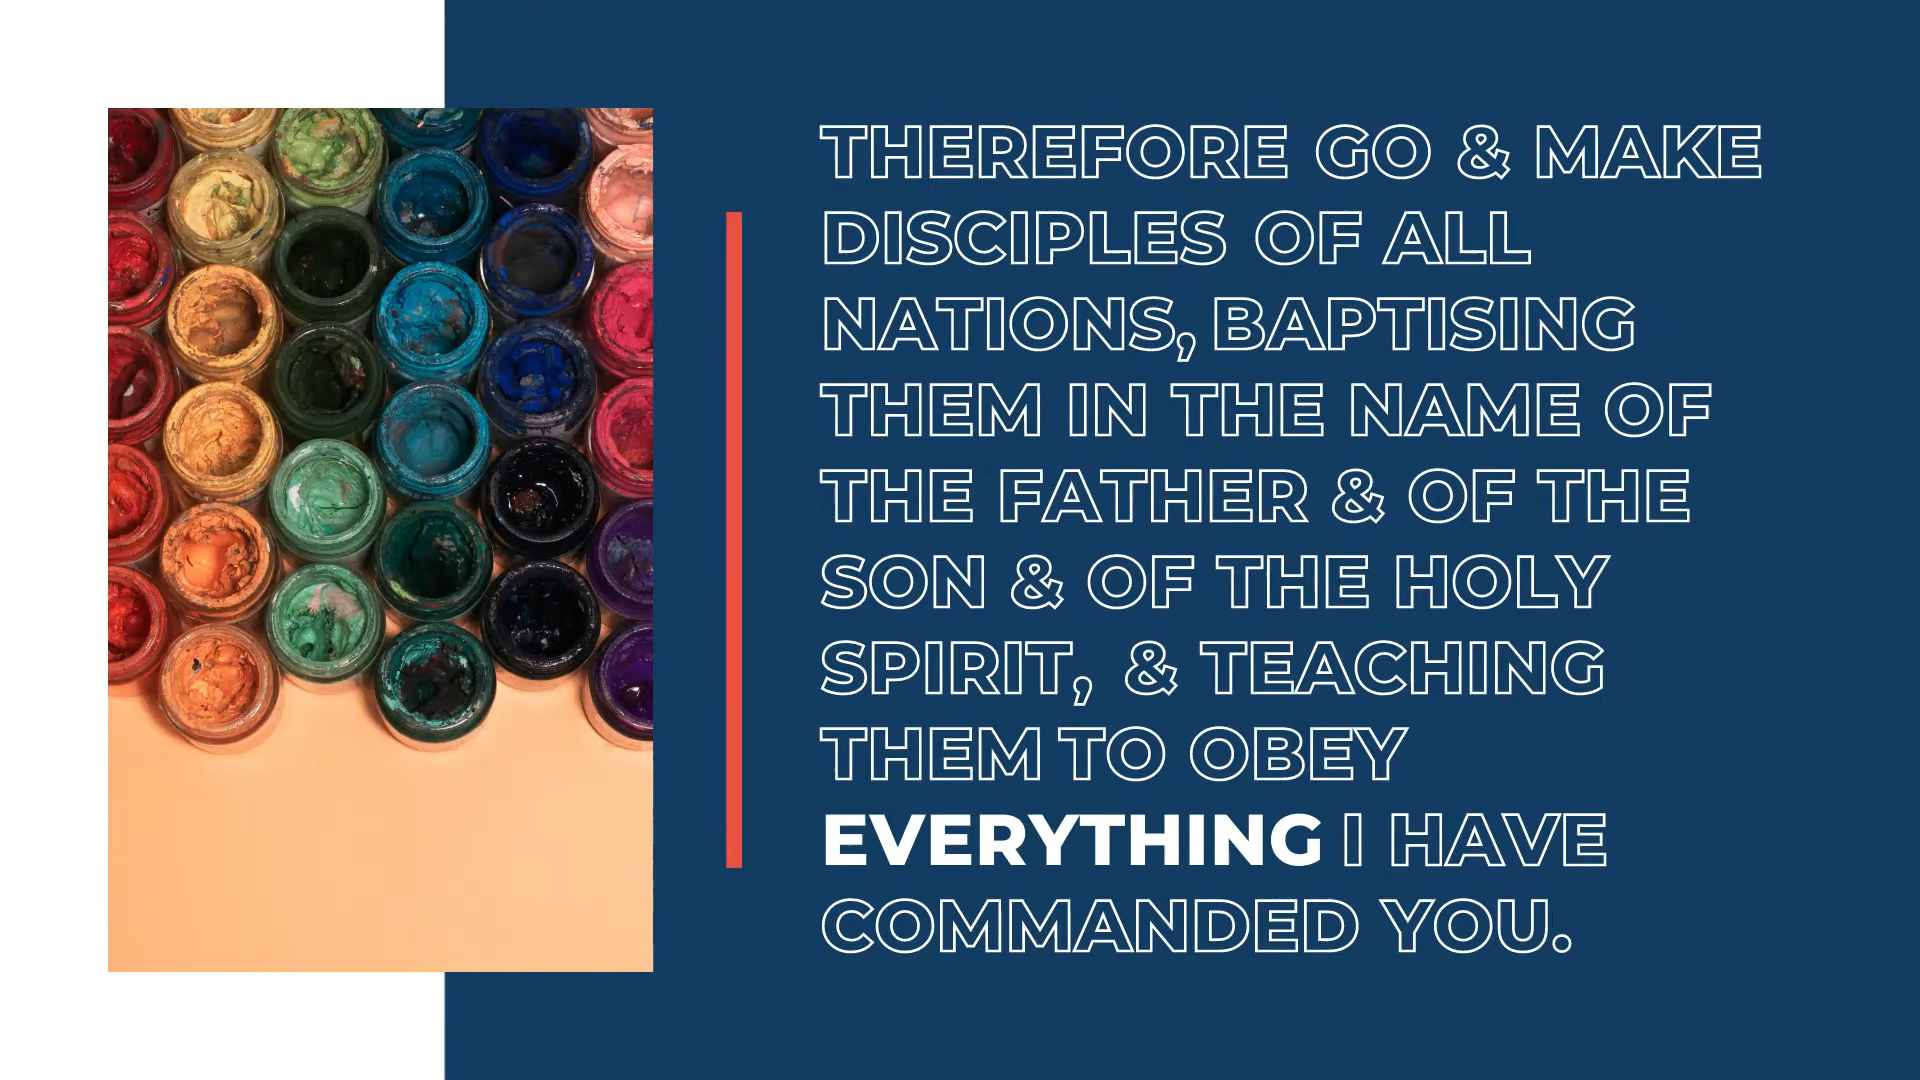 THEREFORE GO & MAKE
DISCIPLES OF ALL
NATIONS, BAPTISING
THEM IN THE NAME OF
THE FATHER & OF THE
SON & OF THE HOLY
SPIRIT, & TEACHING
THEM TO OBEY
EVERYTHING I HAVE
COMMANDED YOU.